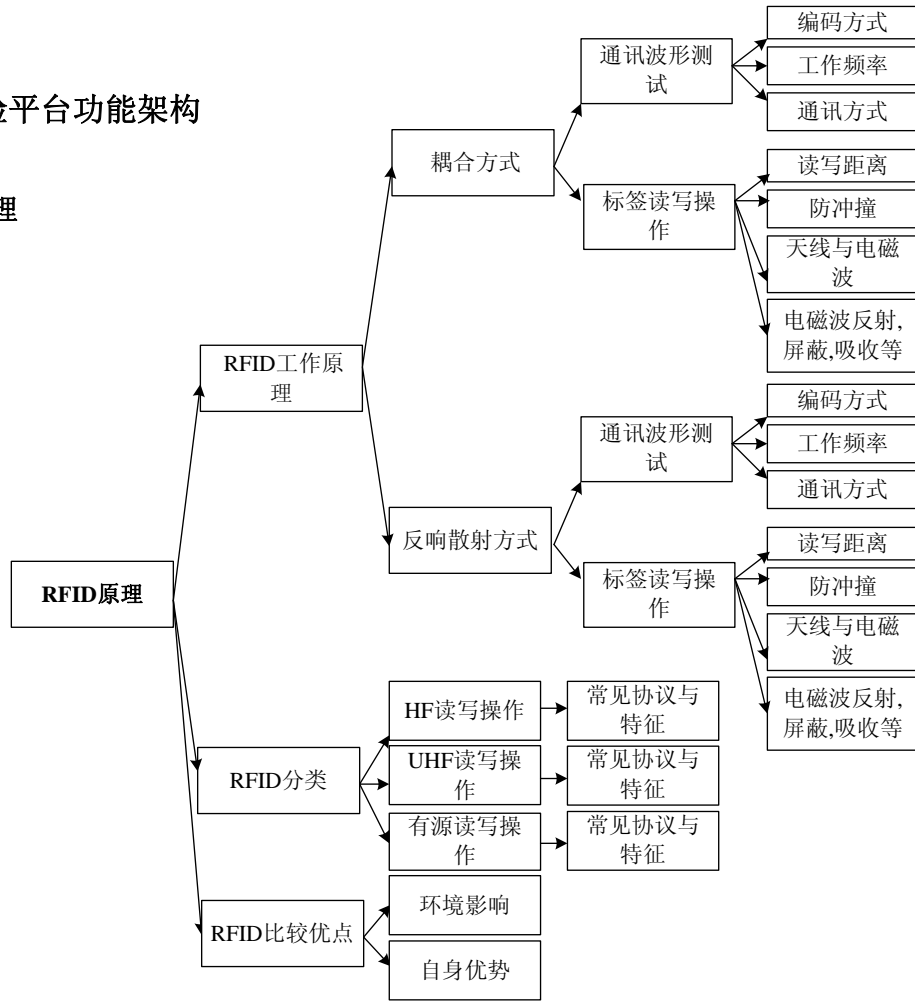 验平台功能架构
理
RFID原理
RFID工作原
理
耦合方式
通讯波形测
试
编码方式
工作频率
通讯方式
标签读写操
作
读写距离
防冲撞
天线与电磁
波
电磁波反射,
屏蔽,吸收等
反响散射方式
通讯波形测
试
编码方式
工作频率
通讯方式
标签读写操
作
读写距离
防冲撞
天线与电磁
波
电磁波反射,
屏蔽,吸收等
RFID分类
HF读写操作
常见协议与
特征
UHF读写操
作
常见协议与
特征
有源读写操
作
常见协议与
特征
RFID比较优点
环境影响
自身优势